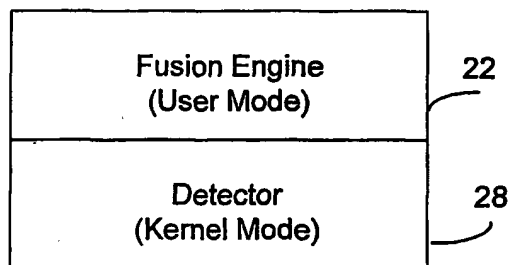 Fusion Engine
(User Mode)
22
Detector
(Kernel Mode)
28